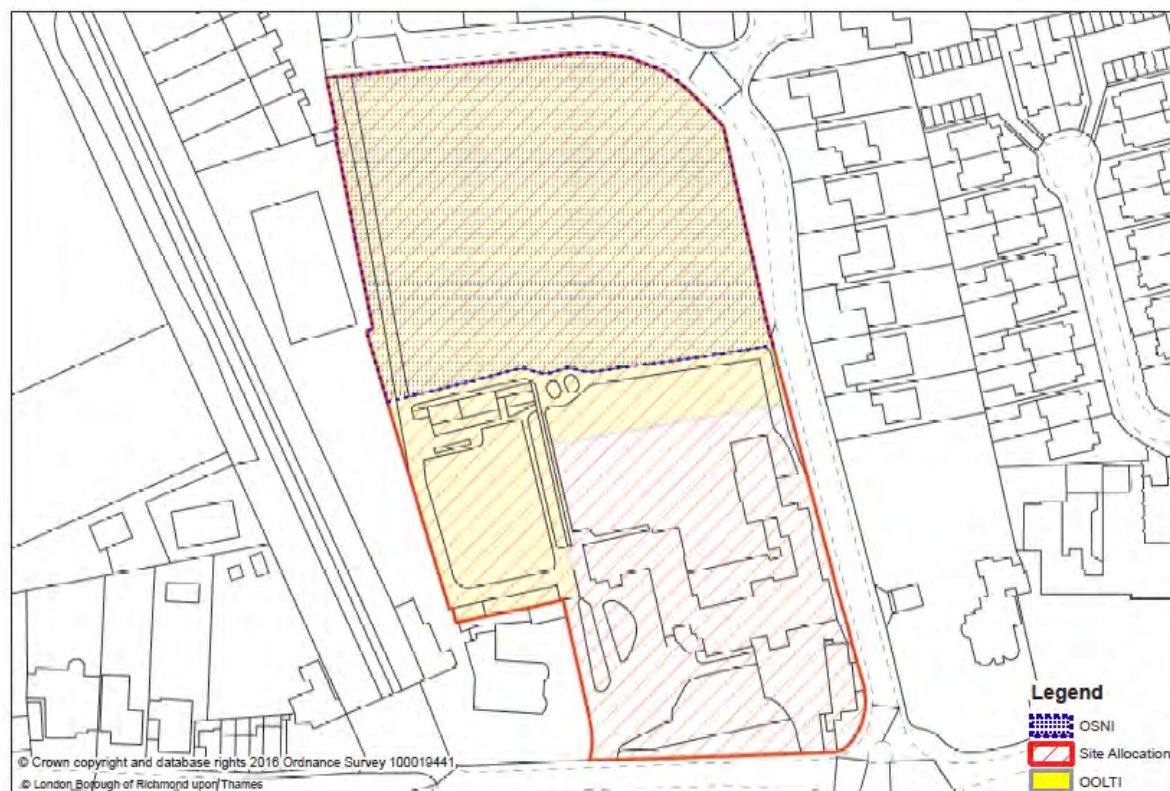 Legend
OSNI
Site Allocation
OOLTI
© Crown copyright and database rights 2016 Ordnance Survey 100019441.
© London Borough of Richmond upon Thames